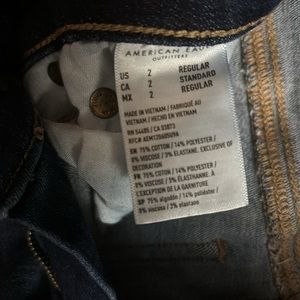 AMERICAN EAGLE
OUTFITTERS
US 2 REGULAR
CA 2 STANDARD
MX 2 REGULAR
MADE IN VIETNAM / FABRIQUÉ AU
VIETNAM / HECHO EN VIETNAM
RN 54485 / CA 03873
RFC#
EN 75% COTTON / 14% POLYESTER /
8% VISCOSE / 3% ELASTANE. EXCLUSIVE OF
DECORATION
FR 75% COTON / 14% POLYESTER /
8% VISCOSE / 3% ÉLASTHANNE. À
L'EXCEPTION DE LA GARNITURE
SP 75% algodón / 14% poliéster /
8% viscosa / 3% elastano